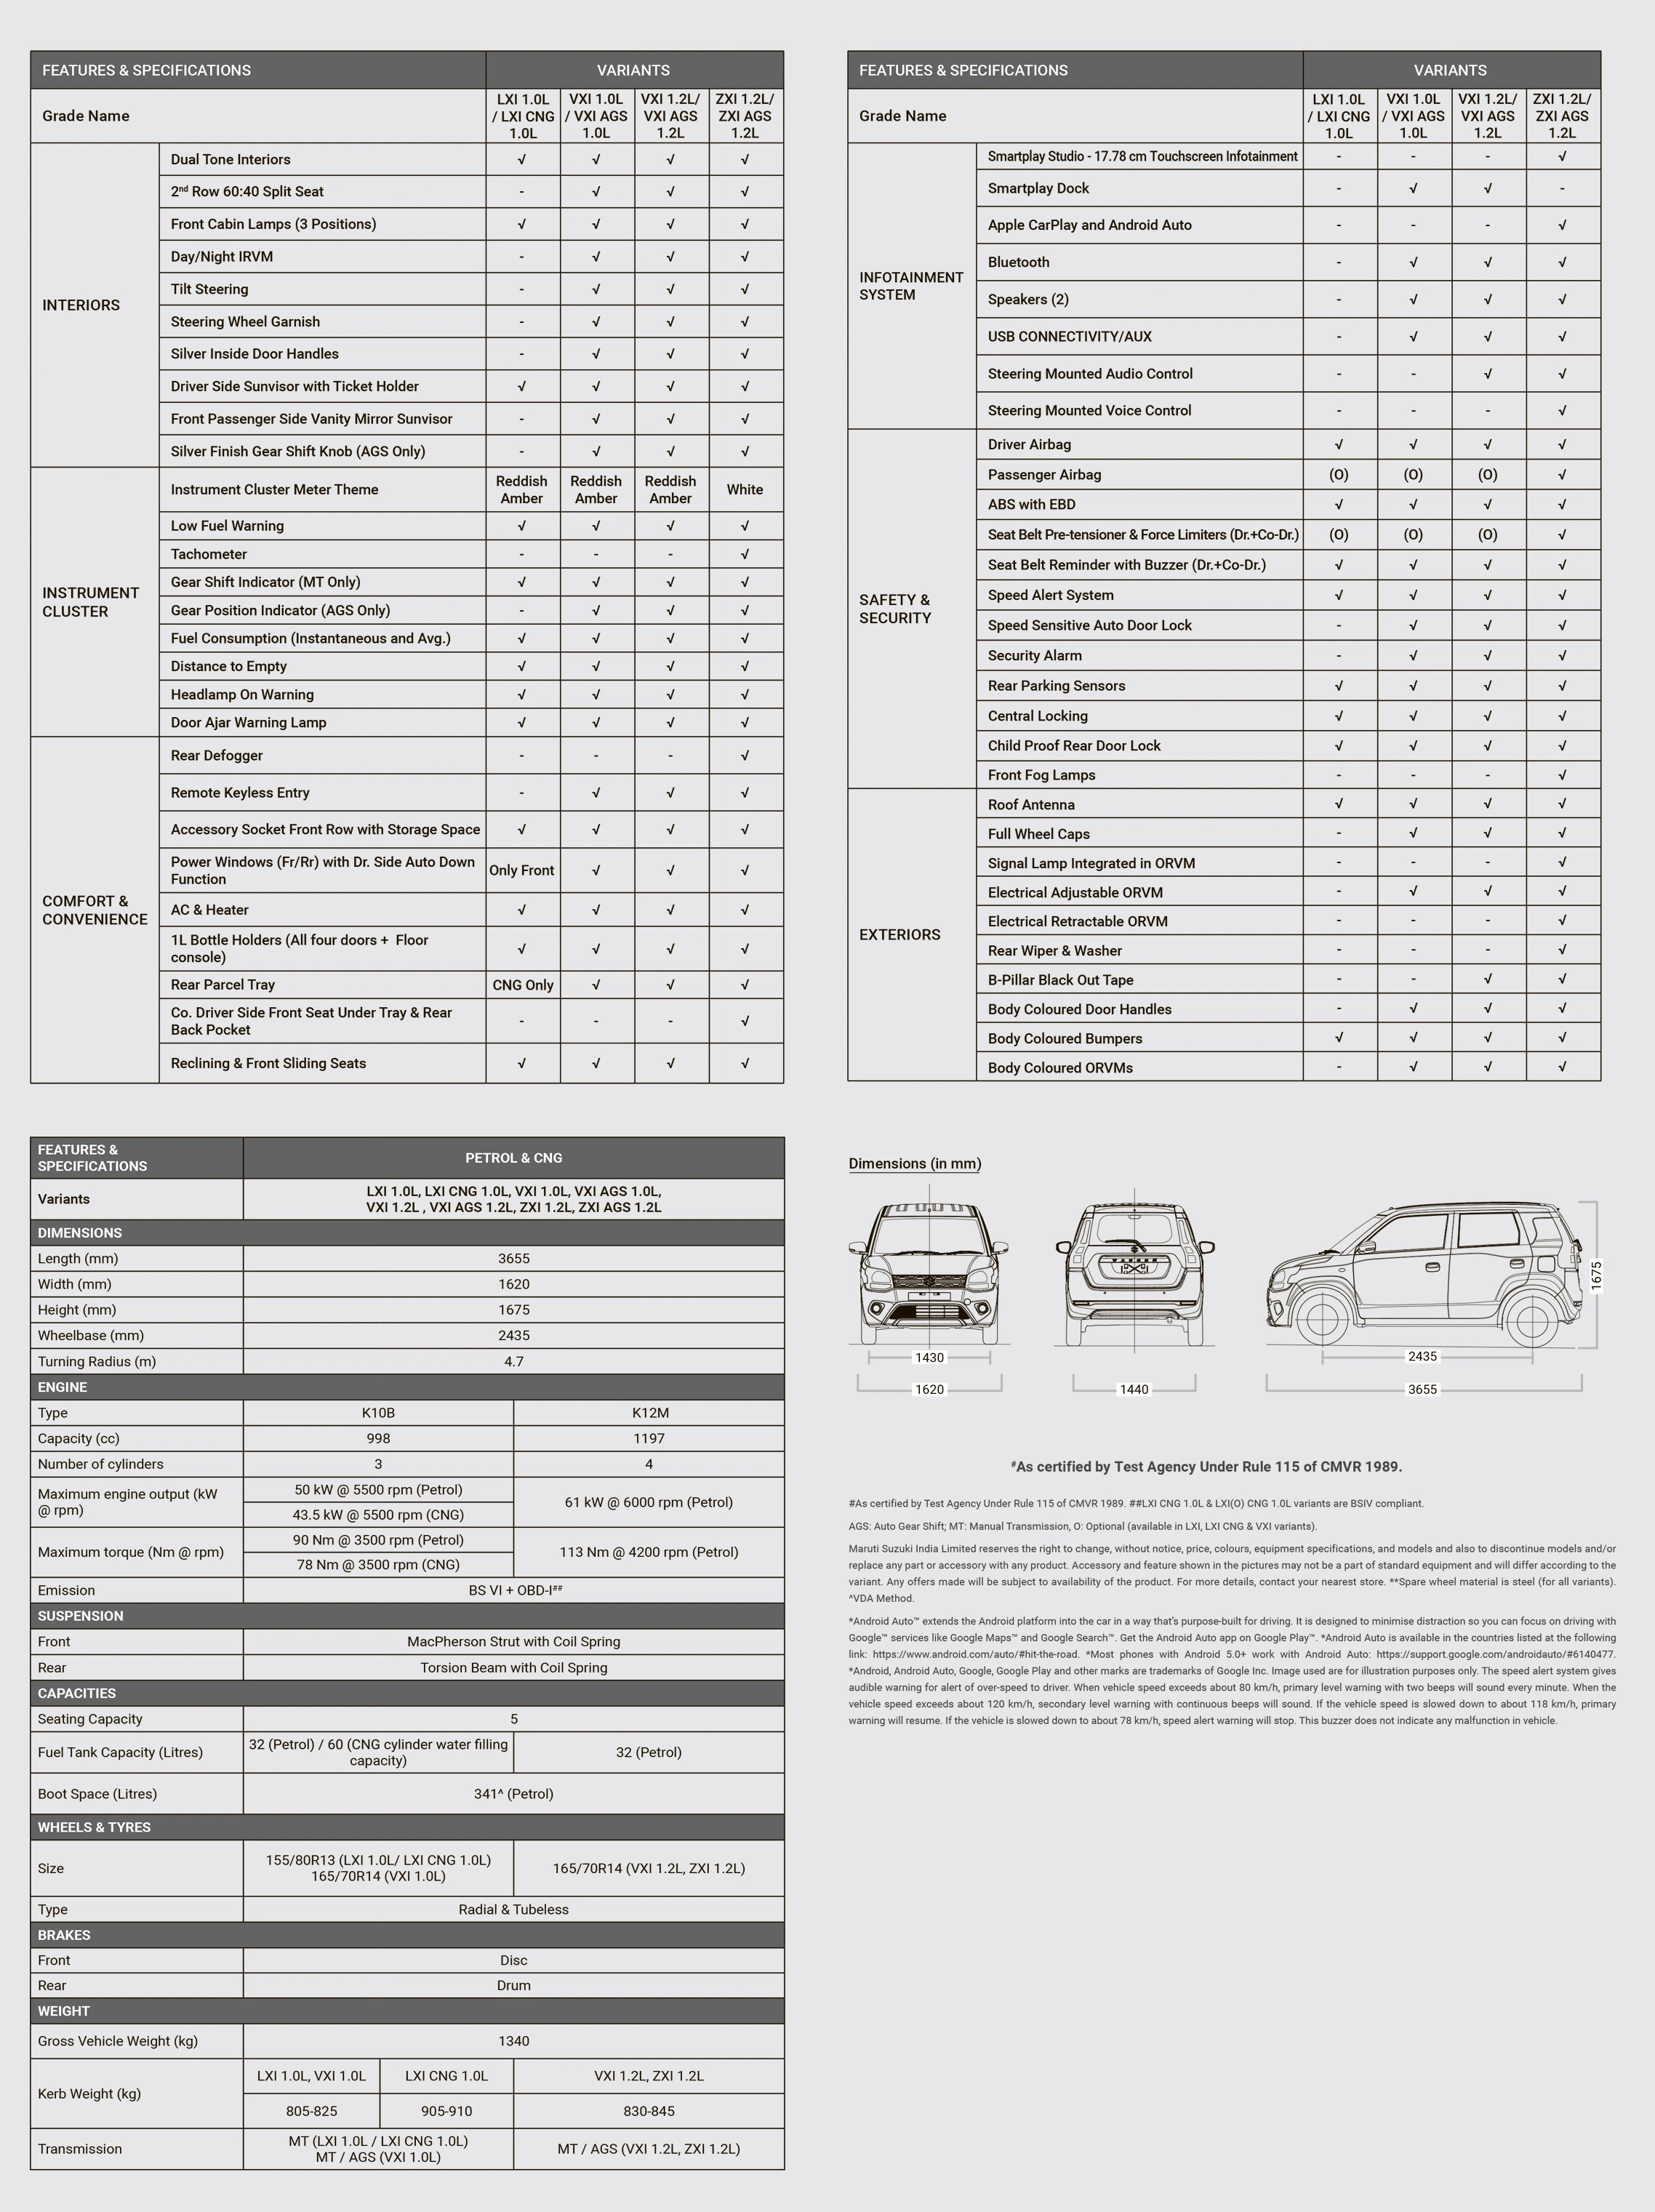 FEATURES & SPECIFICATIONS VARIANTS
Grade Name LXI 1.0L / LXI CNG 1.0L VXI 1.0L / VXI AGS 1.0L VXI 1.2L/ VXI AGS 1.2L ZXI 1.2L/ ZXI AGS 1.2L
INTERIORS
Dual Tone Interiors √ √ √ √
2nd Row 60:40 Split Seat - √ √ √
Front Cabin Lamps (3 Positions) √ √ √ √
Day/Night IRVM - √ √ √
Tilt Steering - √ √ √
Steering Wheel Garnish - √ √ √
Silver Inside Door Handles - √ √ √
Driver Side Sunvisor with Ticket Holder √ √ √ √
Front Passenger Side Vanity Mirror Sunvisor - √ √ √
Silver Finish Gear Shift Knob (AGS Only) - √ √ √
INSTRUMENT CLUSTER
Instrument Cluster Meter Theme Reddish Amber Reddish Amber Reddish Amber White
Low Fuel Warning √ √ √ √
Tachometer - - - √
Gear Shift Indicator (MT Only) √ √ √ √
Gear Position Indicator (AGS Only) - √ √ √
Fuel Consumption (Instantaneous and Avg.) √ √ √ √
Distance to Empty √ √ √ √
Headlamp On Warning √ √ √ √
Door Ajar Warning Lamp √ √ √ √
COMFORT & CONVENIENCE
Rear Defogger - - - √
Remote Keyless Entry - √ √ √
Accessory Socket Front Row with Storage Space √ √ √ √
Power Windows (Fr/Rr) with Dr. Side Auto Down Function Only Front √ √ √
AC & Heater √ √ √ √
1L Bottle Holders (All four doors + Floor console) √ √ √ √
Rear Parcel Tray CNG Only √ √ √
Co. Driver Side Front Seat Under Tray & Rear Back Pocket - - - √
Reclining & Front Sliding Seats √ √ √ √
FEATURES & SPECIFICATIONS VARIANTS
Grade Name LXI 1.0L / LXI CNG 1.0L VXI 1.0L / VXI AGS 1.0L VXI 1.2L/ VXI AGS 1.2L ZXI 1.2L/ ZXI AGS 1.2L
INFOTAINMENT SYSTEM
Smartplay Studio - 17.78 cm Touchscreen Infotainment - - - √
Smartplay Dock - √ √ -
Apple CarPlay and Android Auto - - - √
Bluetooth - √ √ √
Speakers (2) - √ √ √
USB CONNECTIVITY/AUX - √ √ √
Steering Mounted Audio Control - - √ √
Steering Mounted Voice Control - - - √
SAFETY & SECURITY
Driver Airbag √ √ √ √
Passenger Airbag (O) (O) (O) √
ABS with EBD √ √ √ √
Seat Belt Pre-tensioner & Force Limiters (Dr.+Co-Dr.) (O) (O) (O) √
Seat Belt Reminder with Buzzer (Dr.+Co-Dr.) √ √ √ √
Speed Alert System √ √ √ √
Speed Sensitive Auto Door Lock - √ √ √
Security Alarm - √ √ √
Rear Parking Sensors √ √ √ √
Central Locking √ √ √ √
Child Proof Rear Door Lock √ √ √ √
Front Fog Lamps - - - √
EXTERIORS
Roof Antenna √ √ √ √
Full Wheel Caps - √ √ √
Signal Lamp Integrated in ORVM - - - √
Electrical Adjustable ORVM - √ √ √
Electrical Retractable ORVM - - - √
Rear Wiper & Washer - - - √
B-Pillar Black Out Tape - - √ √
Body Coloured Door Handles - √ √ √
Body Coloured Bumpers √ √ √ √
Body Coloured ORVMs - √ √ √
FEATURES & SPECIFICATIONS PETROL & CNG
Variants LXI 1.0L, LXI CNG 1.0L, VXI 1.0L, VXI AGS 1.0L,
VXI 1.2L , VXI AGS 1.2L, ZXI 1.2L, ZXI AGS 1.2L
DIMENSIONS
Length (mm) 3655
Width (mm) 1620
Height (mm) 1675
Wheelbase (mm) 2435
Turning Radius (m) 4.7
ENGINE
Type K10B K12M
Capacity (cc) 998 1197
Number of cylinders 3 4
Maximum engine output (kW @ rpm) 50 kW @ 5500 rpm (Petrol) 43.5 kW @ 5500 rpm (CNG) 61 kW @ 6000 rpm (Petrol)
Maximum torque (Nm @ rpm) 90 Nm @ 3500 rpm (Petrol) 78 Nm @ 3500 rpm (CNG) 113 Nm @ 4200 rpm (Petrol)
Emission BS VI + OBD-I##
SUSPENSION
Front MacPherson Strut with Coil Spring
Rear Torsion Beam with Coil Spring
CAPACITIES
Seating Capacity 5
Fuel Tank Capacity (Litres) 32 (Petrol) / 60 (CNG cylinder water filling capacity) 32 (Petrol)
Boot Space (Litres) 341^ (Petrol)
WHEELS & TYRES
Size 155/80R13 (LXI 1.0L/ LXI CNG 1.0L) 165/70R14 (VXI 1.0L) 165/70R14 (VXI 1.2L, ZXI 1.2L)
Type Radial & Tubeless
BRAKES
Front Disc
Rear Drum
WEIGHT
Gross Vehicle Weight (kg) 1340
Kerb Weight (kg) LXI 1.0L, VXI 1.0L LXI CNG 1.0L VXI 1.2L, ZXI 1.2L
805-825 905-910 830-845
Transmission MT (LXI 1.0L / LXI CNG 1.0L) MT / AGS (VXI 1.0L) MT / AGS (VXI 1.2L, ZXI 1.2L)
Dimensions (in mm)
1675
1430 2435
1620 1440 3655
#As certified by Test Agency Under Rule 115 of CMVR 1989.
#As certified by Test Agency Under Rule 115 of CMVR 1989. ##LXI CNG 1.0L & LXI(O) CNG 1.0L variants are BSIV compliant.
AGS: Auto Gear Shift; MT: Manual Transmission, O: Optional (available in LXI, LXI CNG & VXI variants).
Maruti Suzuki India Limited reserves the right to change, without notice, price, colours, equipment specifications, and models and also to discontinue models and/or
replace any part or accessory with any product. Accessory and feature shown in the pictures may not be a part of standard equipment and will differ according to the
variant. Any offers made will be subject to availability of the product. For more details, contact your nearest store. **Spare wheel material is steel (for all variants).
^VDA Method.
*Android Auto™ extends the Android platform into the car in a way that's purpose-built for driving. It is designed to minimise distraction so you can focus on driving with
Google™ services like Google Maps™ and Google Search™. Get the Android Auto app on Google Play™. *Android Auto is available in the countries listed at the following
link: https://www.android.com/auto/#hit-the-road. *Most phones with Android 5.0+ work with Android Auto: https://support.google.com/androidauto/#6140477.
*Android, Android Auto, Google, Google Play and other marks are trademarks of Google Inc. Image used are for illustration purposes only. The speed alert system gives
audible warning for alert of over-speed to driver. When vehicle speed exceeds about 80 km/h, primary level warning with two beeps will sound every minute. When the
vehicle speed exceeds about 120 km/h, secondary level warning with continuous beeps will sound. If the vehicle speed is slowed down to about 118 km/h, primary
warning will resume. If the vehicle is slowed down to about 78 km/h, speed alert warning will stop. This buzzer does not indicate any malfunction in vehicle.